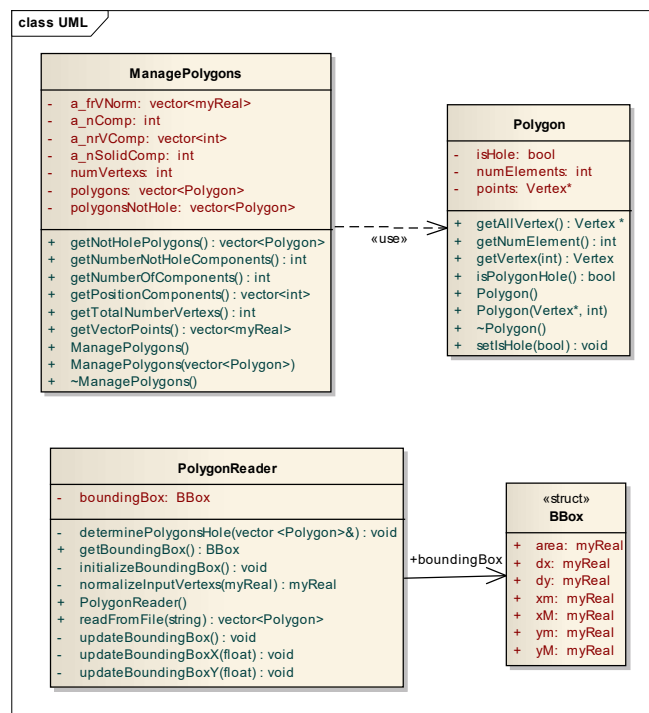 class UML
ManagePolygons
- a_frVNorm: vector<myReal>
- a_nComp: int
- a_nrVComp: vector<int>
- a_nSolidComp: int
- numVertexs: int
- polygons: vector<Polygon>
- polygonsNotHole: vector<Polygon>
+ getNotHolePolygons() : vector<Polygon>
+ getNumberNotHoleComponents() : int
+ getNumberOfComponents() : int
+ getPositionComponents() : vector<int>
+ getTotalNumberVertexs() : int
+ getVectorPoints() : vector<myReal>
+ ManagePolygons()
+ ManagePolygons(vector<Polygon>)
+ ~ManagePolygons()
«use»
Polygon
- isHole: bool
- numElements: int
- points: Vertex*
+ getAllVertex() : Vertex *
+ getNumElement() : int
+ getVertex(int) : Vertex
+ isPolygonHole() : bool
+ Polygon()
+ Polygon(Vertex*, int)
+ ~Polygon()
+ setIsHole(bool) : void
PolygonReader
- boundingBox: BBox
- determinePolygonsHole(vector <Polygon>&) : void
+ getBoundingBox() : BBox
- initializeBoundingBox() : void
- normalizeInputVertexs(myReal) : myReal
+ PolygonReader()
+ readFromFile(string) : vector<Polygon>
- updateBoundingBox() : void
- updateBoundingBoxX(float) : void
- updateBoundingBoxY(float) : void
+boundingBox
«struct»
BBox
+ area: myReal
+ dx: myReal
+ dy: myReal
+ xm: myReal
+ xM: myReal
+ ym: myReal
+ yM: myReal